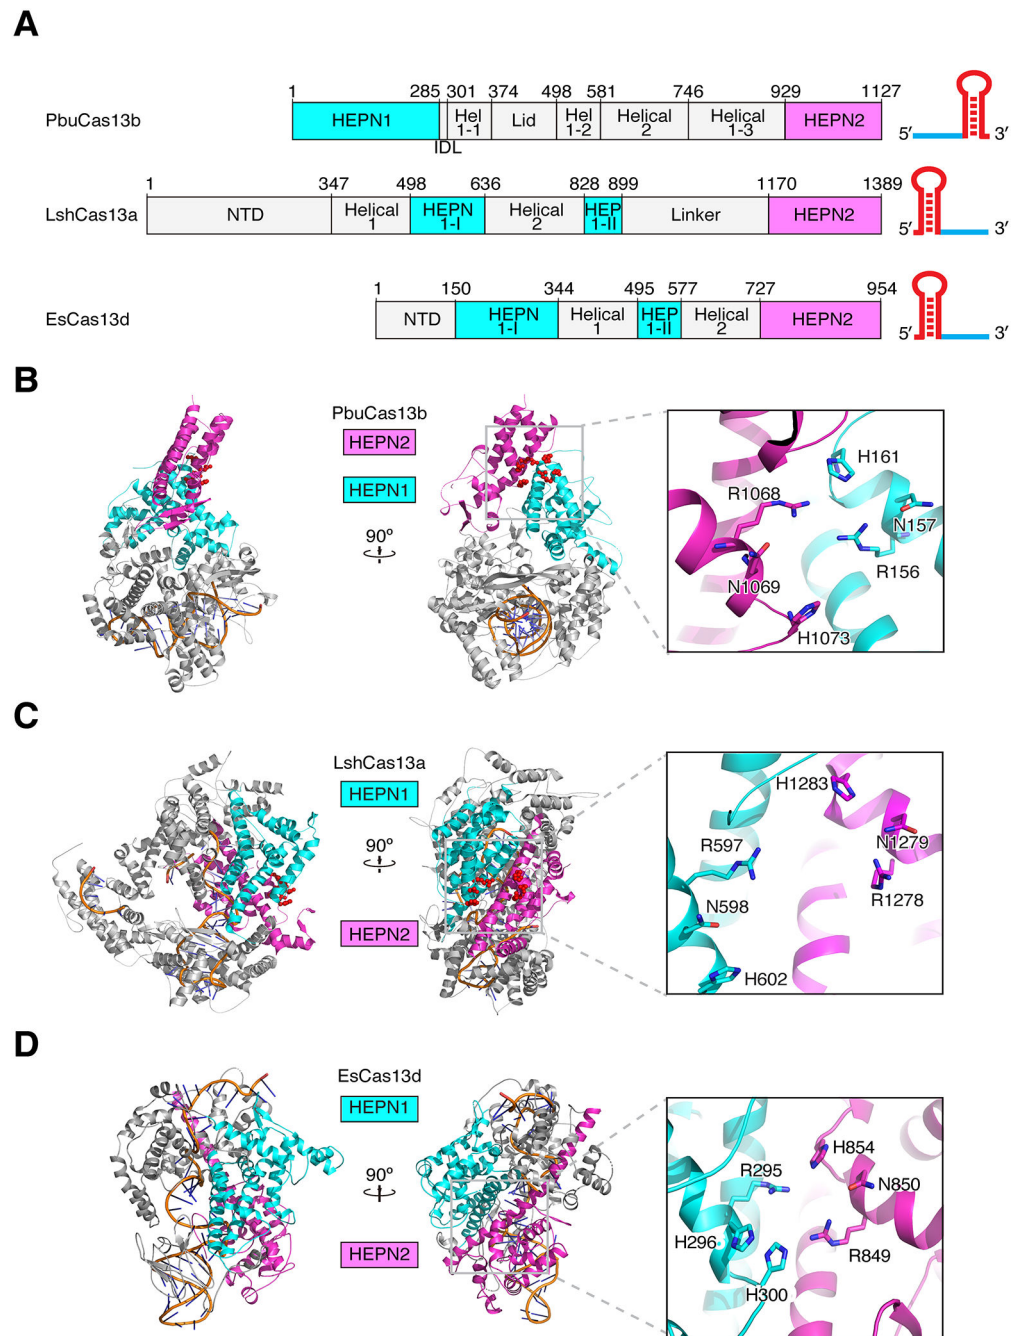 A
1 285 301 374 498 581 746 929 1127
PbuCas13b
HEPN1
Hel
1-1
Lid
Hel
1-2
Helical
2
Helical
1-3
HEPN2
5′ 3′
IDL
1 347 498 636 828 899 1170 1389
LshCas13a
NTD
Helical
1
HEPN
1-I
Helical
2
HEP
1-II
Linker
HEPN2
5′ 3′
1 150 344 495 577 727 954
EsCas13d
NTD
HEPN
1-I
Helical
1
HEP
1-II
Helical
2
HEPN2
5′ 3′
B
PbuCas13b
HEPN2
HEPN1
90º
H161
R1068
N157
R156
N1069
H1073
C
LshCas13a
HEPN1
90º
HEPN2
H1283
R597
N1279
R1278
N598
H602
D
EsCas13d
HEPN1
90º
HEPN2
H854
R295
N850
H296
R849
H300